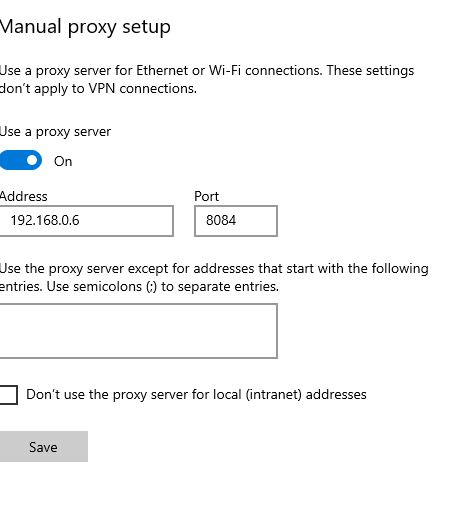 Manual proxy setup
Use a proxy server for Ethernet or Wi-Fi connections. These settings
don't apply to VPN connections.
Use a proxy server
On
Address Port
192.168.0.6 8084
Use the proxy server except for addresses that start with the following
entries. Use semicolons (;) to separate entries.
Don't use the proxy server for local (intranet) addresses
Save